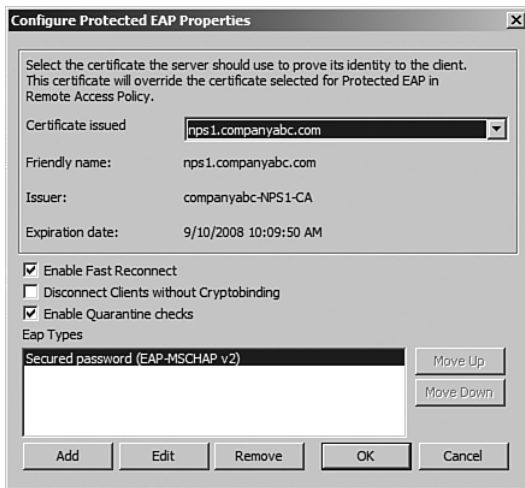 Configure Protected EAP Properties
Select the certificate the server should use to prove its identity to the client.
This certificate will override the certificate selected for Protected EAP in
Remote Access Policy.
Certificate issued nps1.companyabc.com
Friendly name: nps1.companyabc.com
Issuer: companyabc-NPS1-CA
Expiration date: 9/10/2008 10:09:50 AM
Enable Fast Reconnect
Disconnect Clients without Cryptobinding
Enable Quarantine checks
Eap Types
Secured password (EAP-MSCHAP v2)
Move Up
Move Down
Add Edit Remove OK Cancel